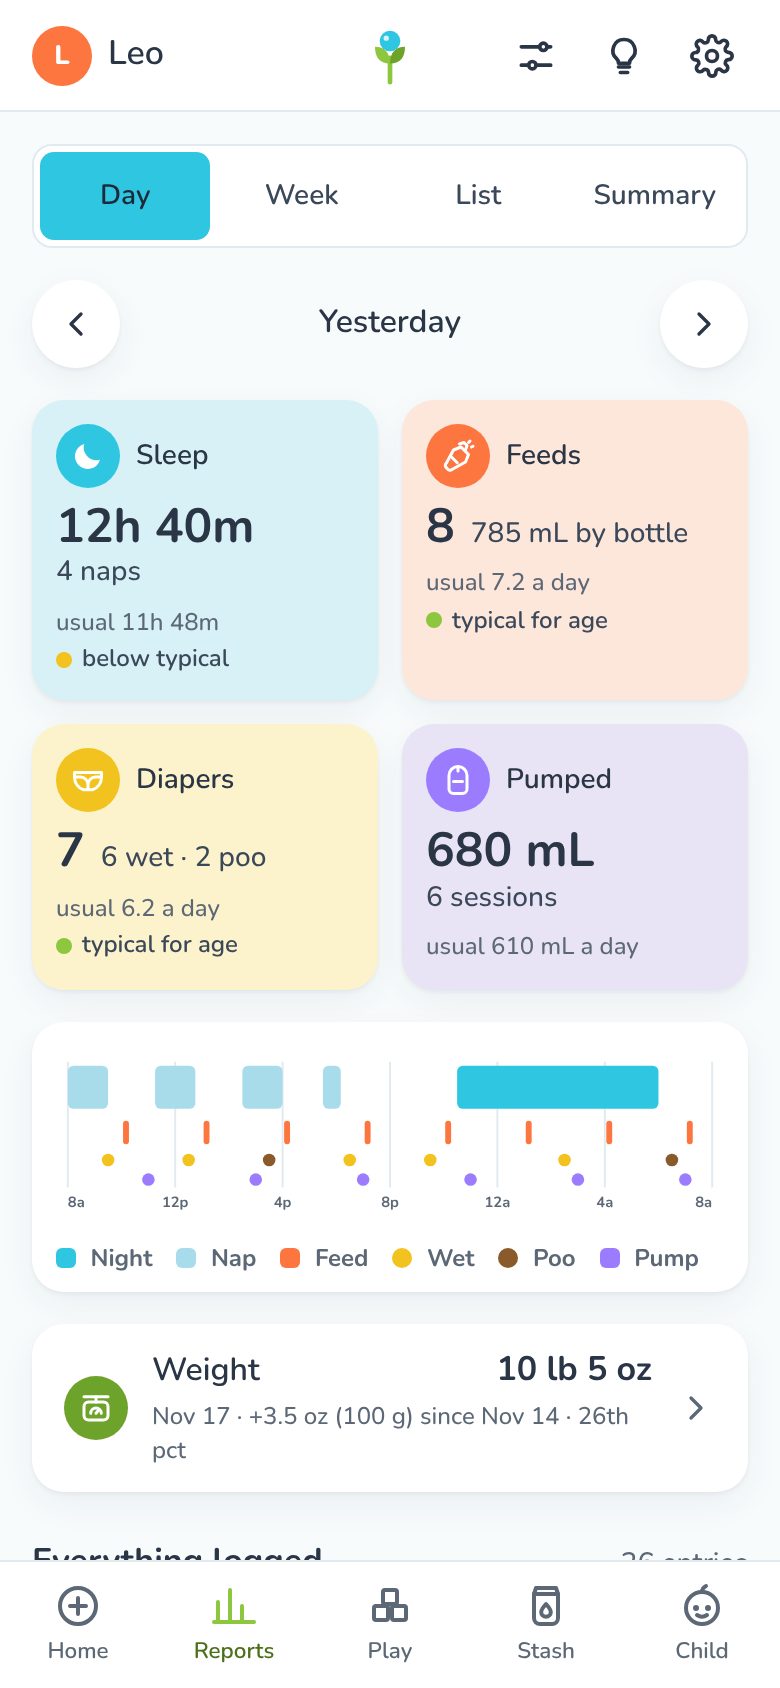 L Leo
Day Week List Summary
Yesterday
Sleep
12h 40m
4 naps
usual 11h 48m
below typical
Feeds
8 785 mL by bottle
usual 7.2 a day
typical for age
Diapers
7 6 wet · 2 poo
usual 6.2 a day
typical for age
Pumped
680 mL
6 sessions
usual 610 mL a day
8a 12p 4p 8p 12a 4a 8a
Night Nap Feed Wet Poo Pump
Weight 10 lb 5 oz
Nov 17 · +3.5 oz (100 g) since Nov 14 · 26th
pct
Everything logged 26 entries
Home Reports Play Stash Child